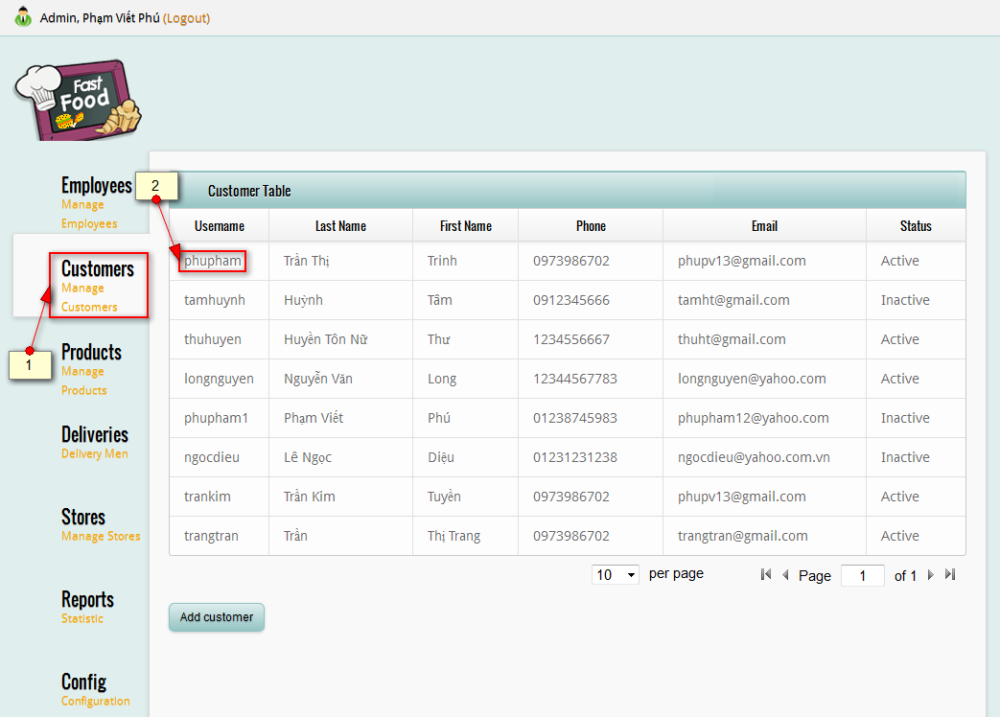 Admin, Phạm Viết Phú (Logout)
Fast
Food
Employees
Manage
Employees
2
Customers
Manage
Customers
1
Products
Manage
Products
Deliveries
Delivery Men
Stores
Manage Stores
Reports
Statistic
Config
Configuration
Customer Table
Username Last Name First Name Phone Email Status
phupham Trần Thị Trinh 0973986702 phupv13@gmail.com Active
tamhuynh Huỳnh Tâm 0912345666 tamht@gmail.com Inactive
thuhuyen Huyền Tôn Nữ Thư 1234556667 thuht@gmail.com Active
longnguyen Nguyễn Văn Long 12344567783 longnguyen@yahoo.com Active
phupham1 Phạm Viết Phú 01238745983 phupham12@yahoo.com Inactive
ngocdieu Lê Ngọc Diệu 01231231238 ngocdieu@yahoo.com.vn Inactive
trankim Trần Kim Tuyền 0973986702 phupv13@gmail.com Active
trangtran Trần Thị Trang 0973986702 trangtran@gmail.com Active
10 per page Page 1 of 1
Add customer